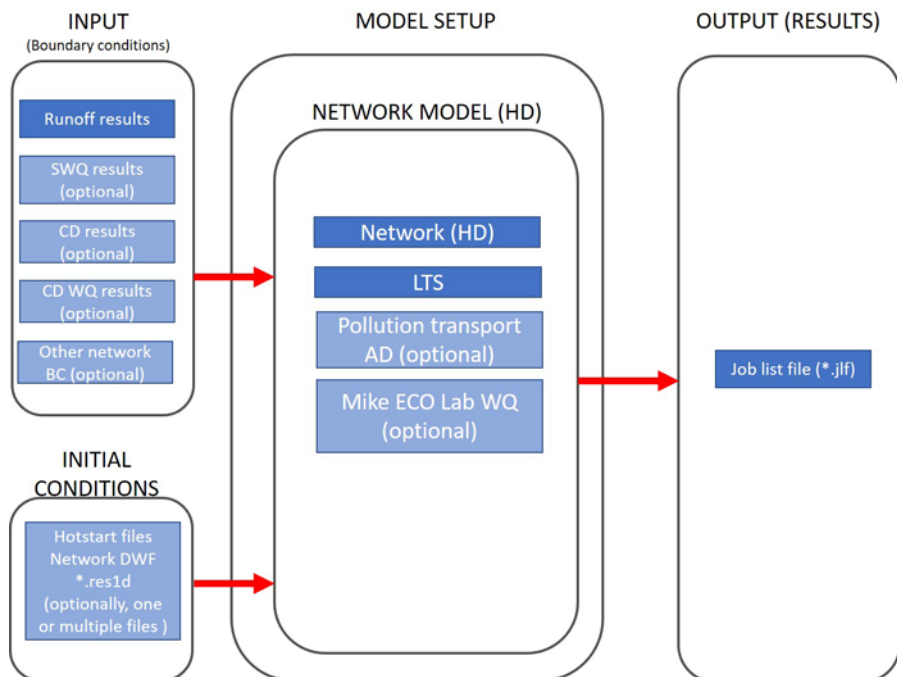 INPUT
(Boundary conditions)
Runoff results
SWQ results
(optional)
CD results
(optional)
CD WQ results
(optional)
Other network
BC (optional)
INITIAL
CONDITIONS
Hotstart files
Network DWF
*.res1d
(optionally, one
or multiple files )
MODEL SETUP
NETWORK MODEL (HD)
Network (HD)
LTS
Pollution transport
AD (optional)
Mike ECO Lab WQ
(optional)
OUTPUT (RESULTS)
Job list file (*.jlf)